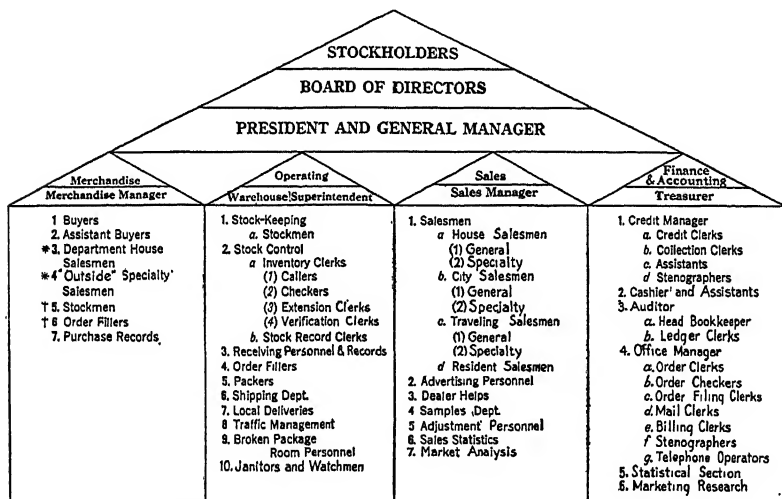 STOCKHOLDERS
BOARD OF DIRECTORS
PRESIDENT AND GENERAL MANAGER
Merchandise
Merchandise Manager
1 Buyers
2. Assistant Buyers
*3. Department House
Salesmen
*4 "Outside" Specialty
Salesmen
† 5. Stockmen
† 6 Order Fillers
7. Purchase Records
Operating
Warehouse Superintendent
1. Stock-Keeping
a. Stockmen
2. Stock Control
a Inventory Clerks
(1) Callers
(2) Checkers
(3) Extension Clerks
(4) Verification Clerks
b. Stock Record Clerks
3. Receiving Personnel & Records
4. Order Fillers
5. Packers
6. Shipping Dept.
7. Local Deliveries
8 Traffic Management
9. Broken Package
Room Personnel
10. Janitors and Watchmen
Sales
Sales Manager
1. Salesmen
a House Salesmen
(1) General
(2) Specialty
b. City Salesmen
(1) General
(2) Specialty
c. Traveling Salesmen
(1) General
(2) Specialty
d Resident Salesmen
2. Advertising Personnel
3. Dealer Helps
4 Samples Dept.
5 Adjustment Personnel
6. Sales Statistics
7. Market Analysis
Finance
& Accounting
Treasurer
1. Credit Manager
a. Credit Clerks
b. Collection Clerks
c. Assistants
d Stenographers
2. Cashier and Assistants
3. Auditor
a. Head Bookkeeper
b. Ledger Clerks
4. Office Manager
a. Order Clerks
b. Order Checkers
c. Order Filing Clerks
d. Mail Clerks
e. Billing Clerks
f Stenographers
g. Telephone Operators
5. Statistical Section
6. Marketing Research